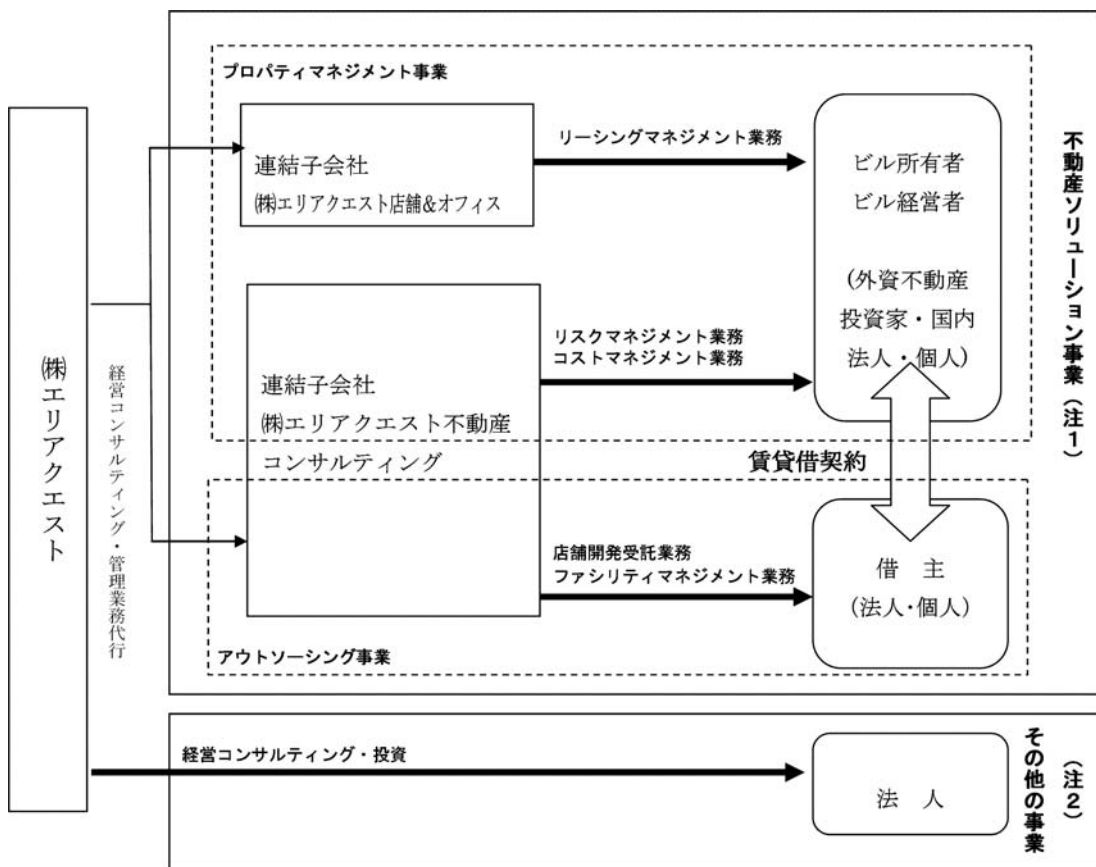 プロパティマネジメント事業
連結子会社
㈱エリアクエスト店舗&オフィス
リーシングマネジメント業務
ビル所有者
ビル経営者
(外資不動産
投資家・国内
法人・個人)
連結子会社
㈱エリアクエスト不動産
コンサルティング
リスクマネジメント業務
コストマネジメント業務
賃貸借契約
店舗開発受託業務
ファシリティマネジメント業務
借 主
(法人・個人)
アウトソーシング事業
不動産ソリューション事業(注1)
㈱エリアクエスト
経営コンサルティング・管理業務代行
経営コンサルティング・投資
法 人
その他の事業
(注2)